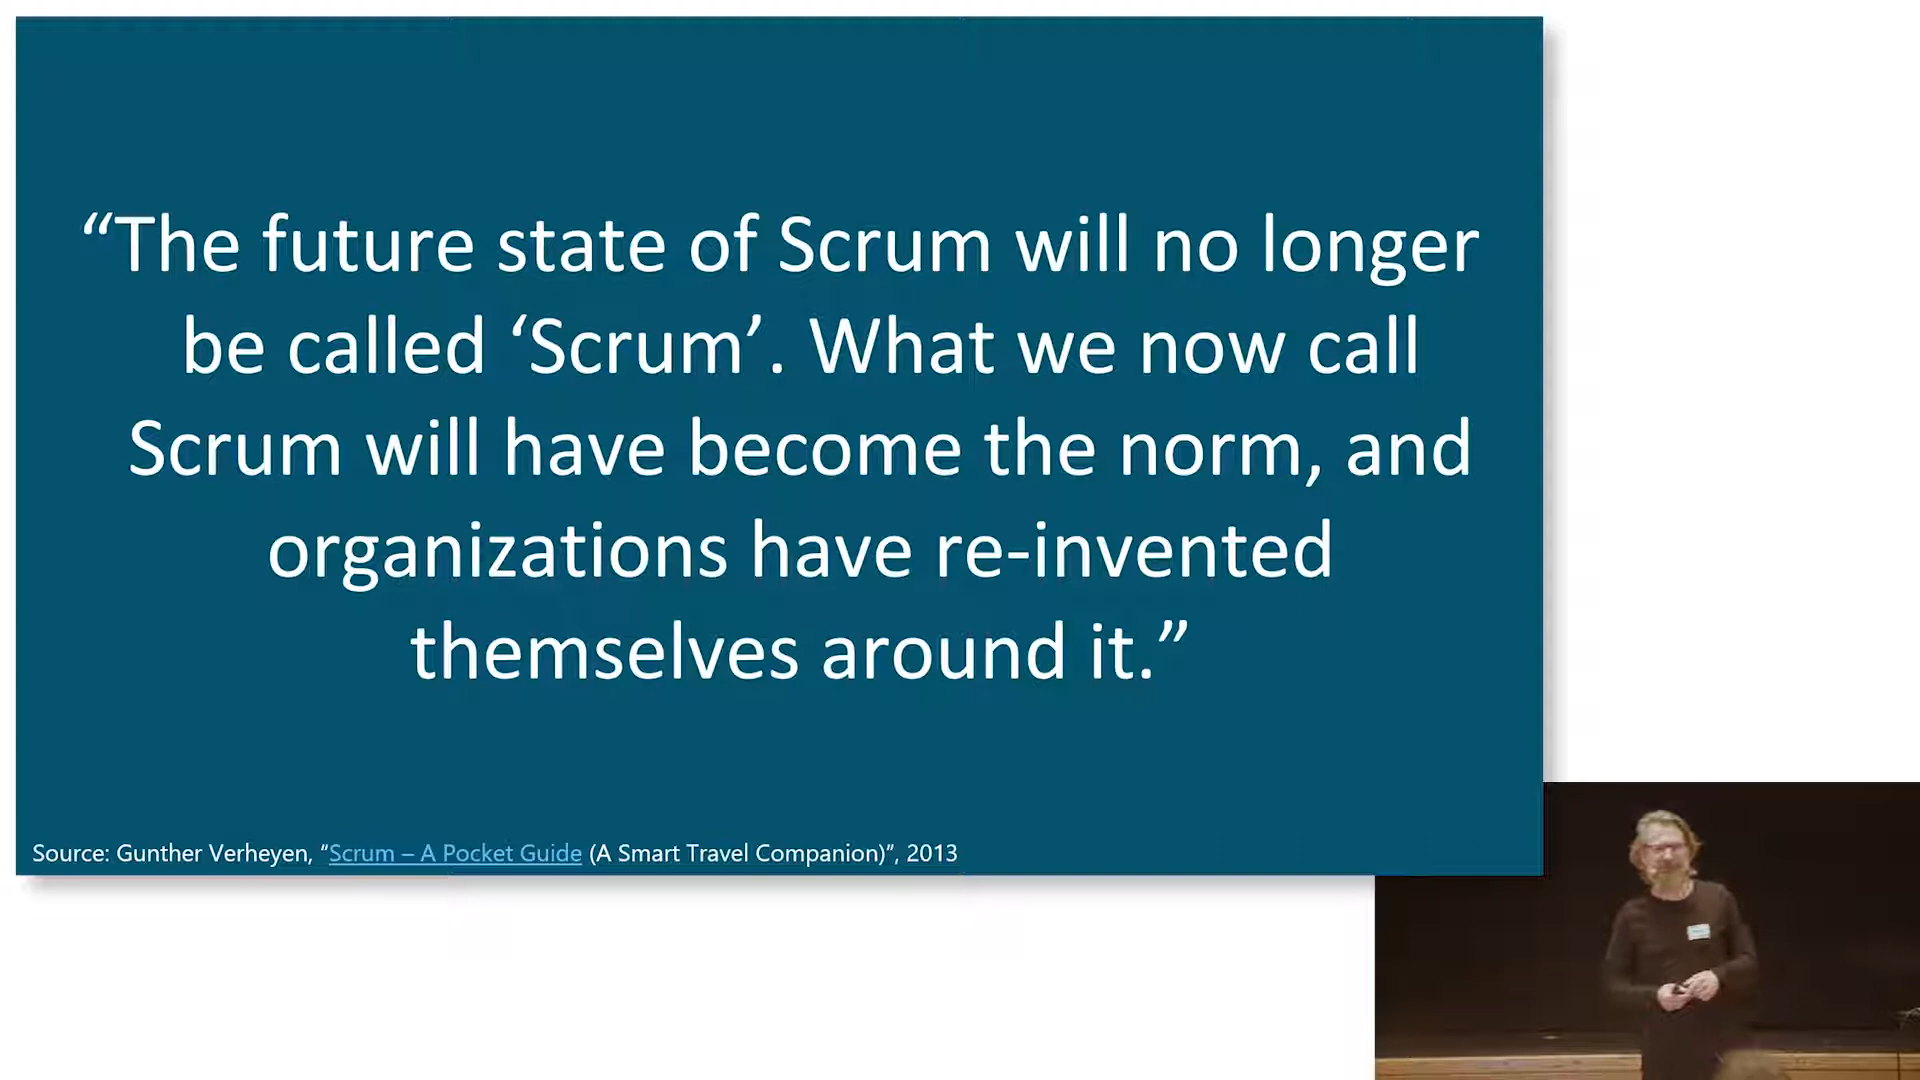 “The future state of Scrum will no longer
be called ‘Scrum’. What we now call
Scrum will have become the norm, and
organizations have re-invented
themselves around it.”
Source: Gunther Verheyen, “Scrum – A Pocket Guide (A Smart Travel Companion)”, 2013